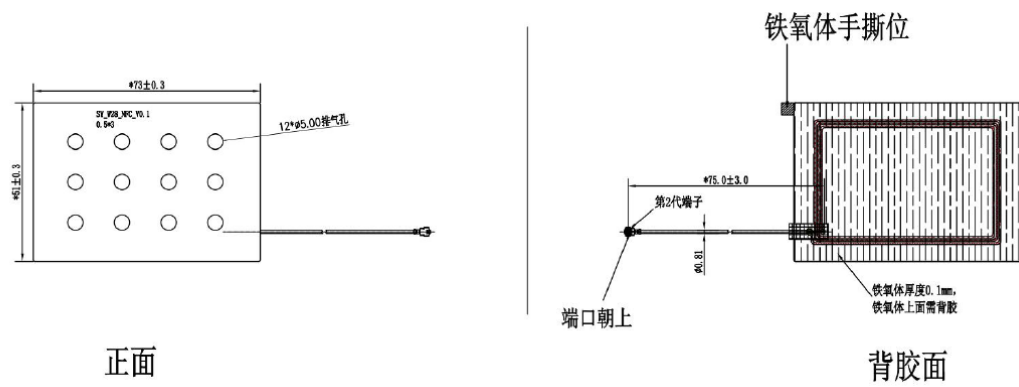 铁氧体手撕位
*73±0.3
SY_W28_NFC_V0.1
0.5*3
12*ø5.00排气孔
*51±0.3
*75.0±3.0
第2代端子
ø0.81
端口朝上
铁氧体厚度0.1mm,
铁氧体上面需背胶
正面
背胶面